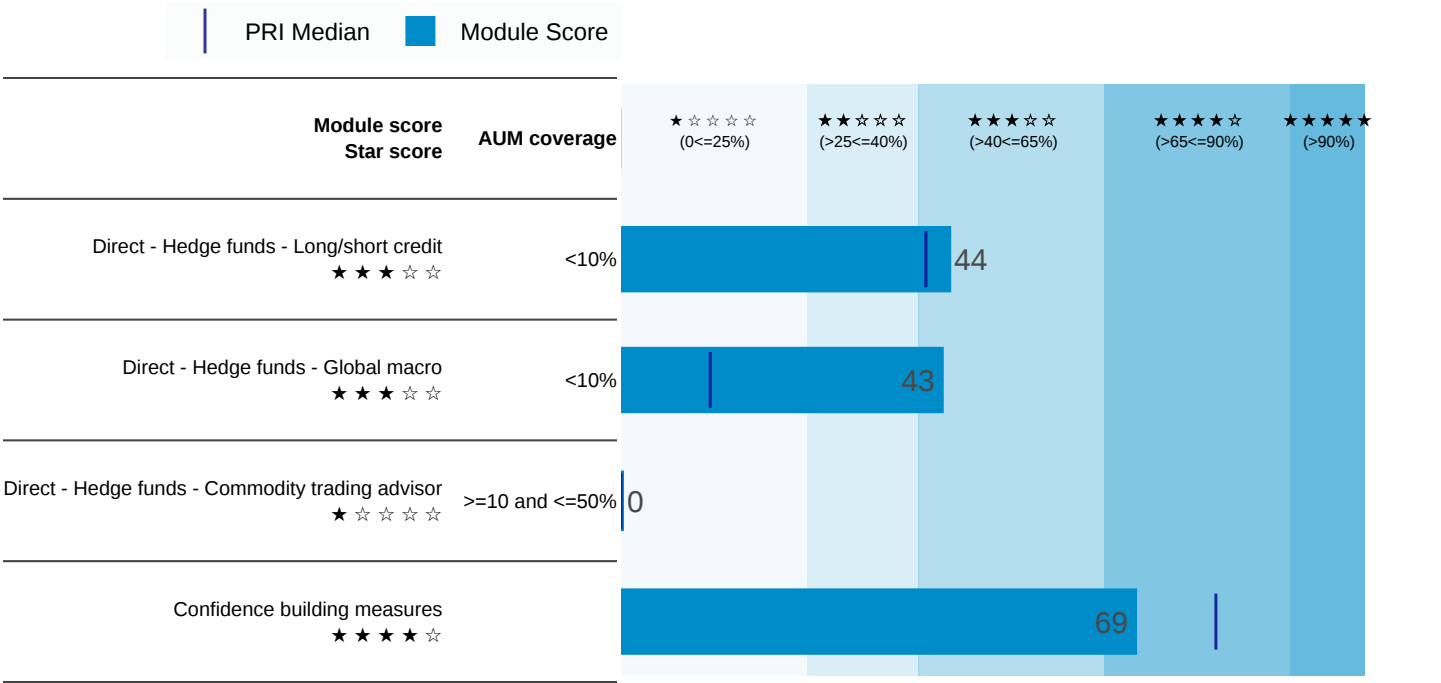 PRI Median Module Score
Module score
Star score
AUM coverage
★☆☆☆☆ ★★☆☆☆ ★★★☆☆ ★★★★☆ ★★★★★
(0<=25%) (>25<=40%) (>40<=65%) (>65<=90%) (>90%)
Direct - Hedge funds - Long/short credit
★★★☆☆
<10%
44
Direct - Hedge funds - Global macro
★★★☆☆
<10%
43
Direct - Hedge funds - Commodity trading advisor
★☆☆☆☆
>=10 and <=50%
0
Confidence building measures
★★★★☆
69